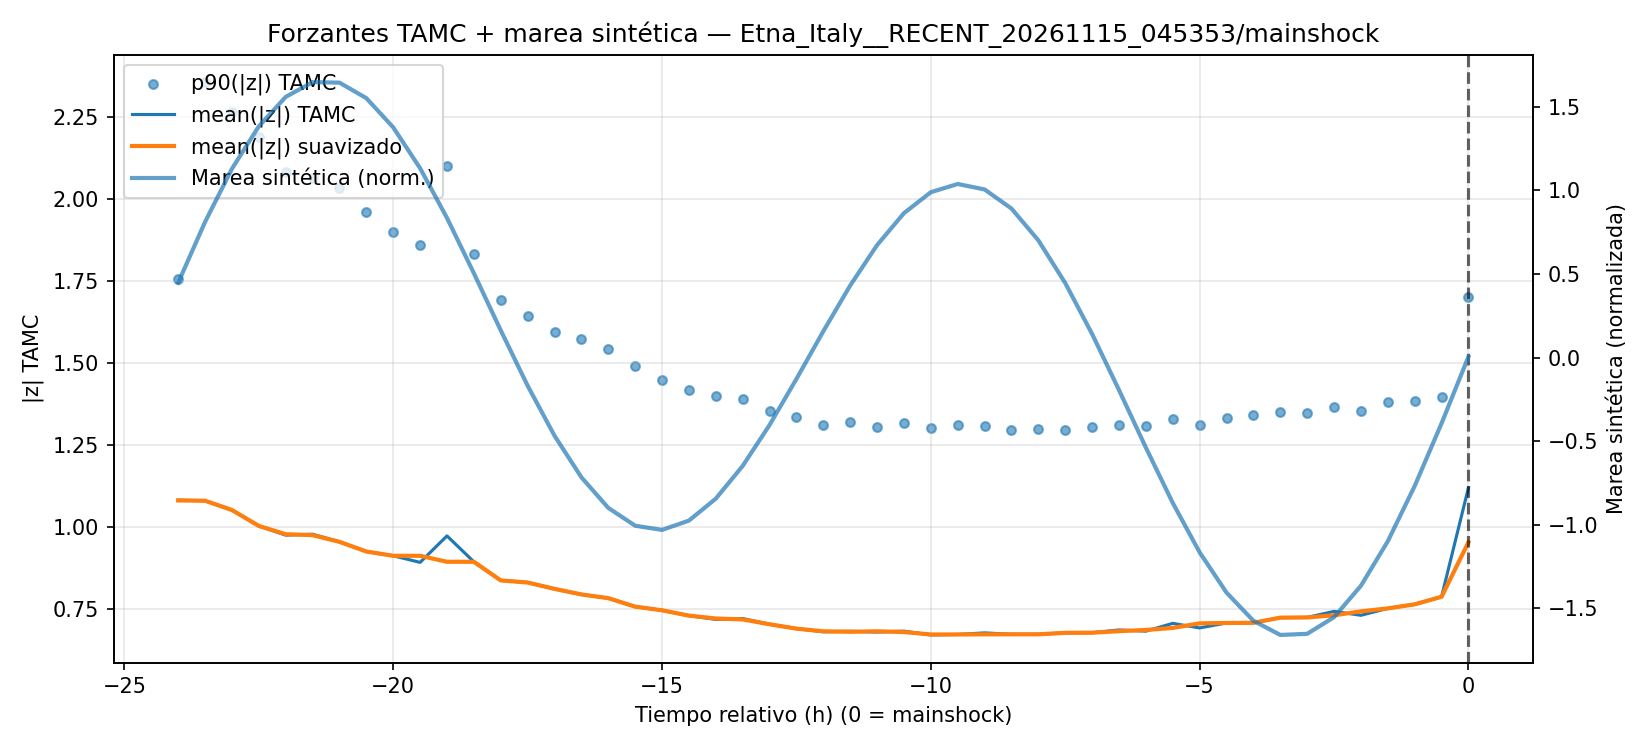 Forzantes TAMC + marea sintética — Etna_Italy__RECENT_20261115_045353/mainshock
p90(|z|) TAMC
mean(|z|) TAMC
mean(|z|) suavizado
Marea sintética (norm.)
|z| TAMC
2.25
2.00
1.75
1.50
1.25
1.00
0.75
1.5
1.0
0.5
0.0
−0.5
−1.0
−1.5
Marea sintética (normalizada)
−25
−20
−15
−10
−5
0
Tiempo relativo (h) (0 = mainshock)